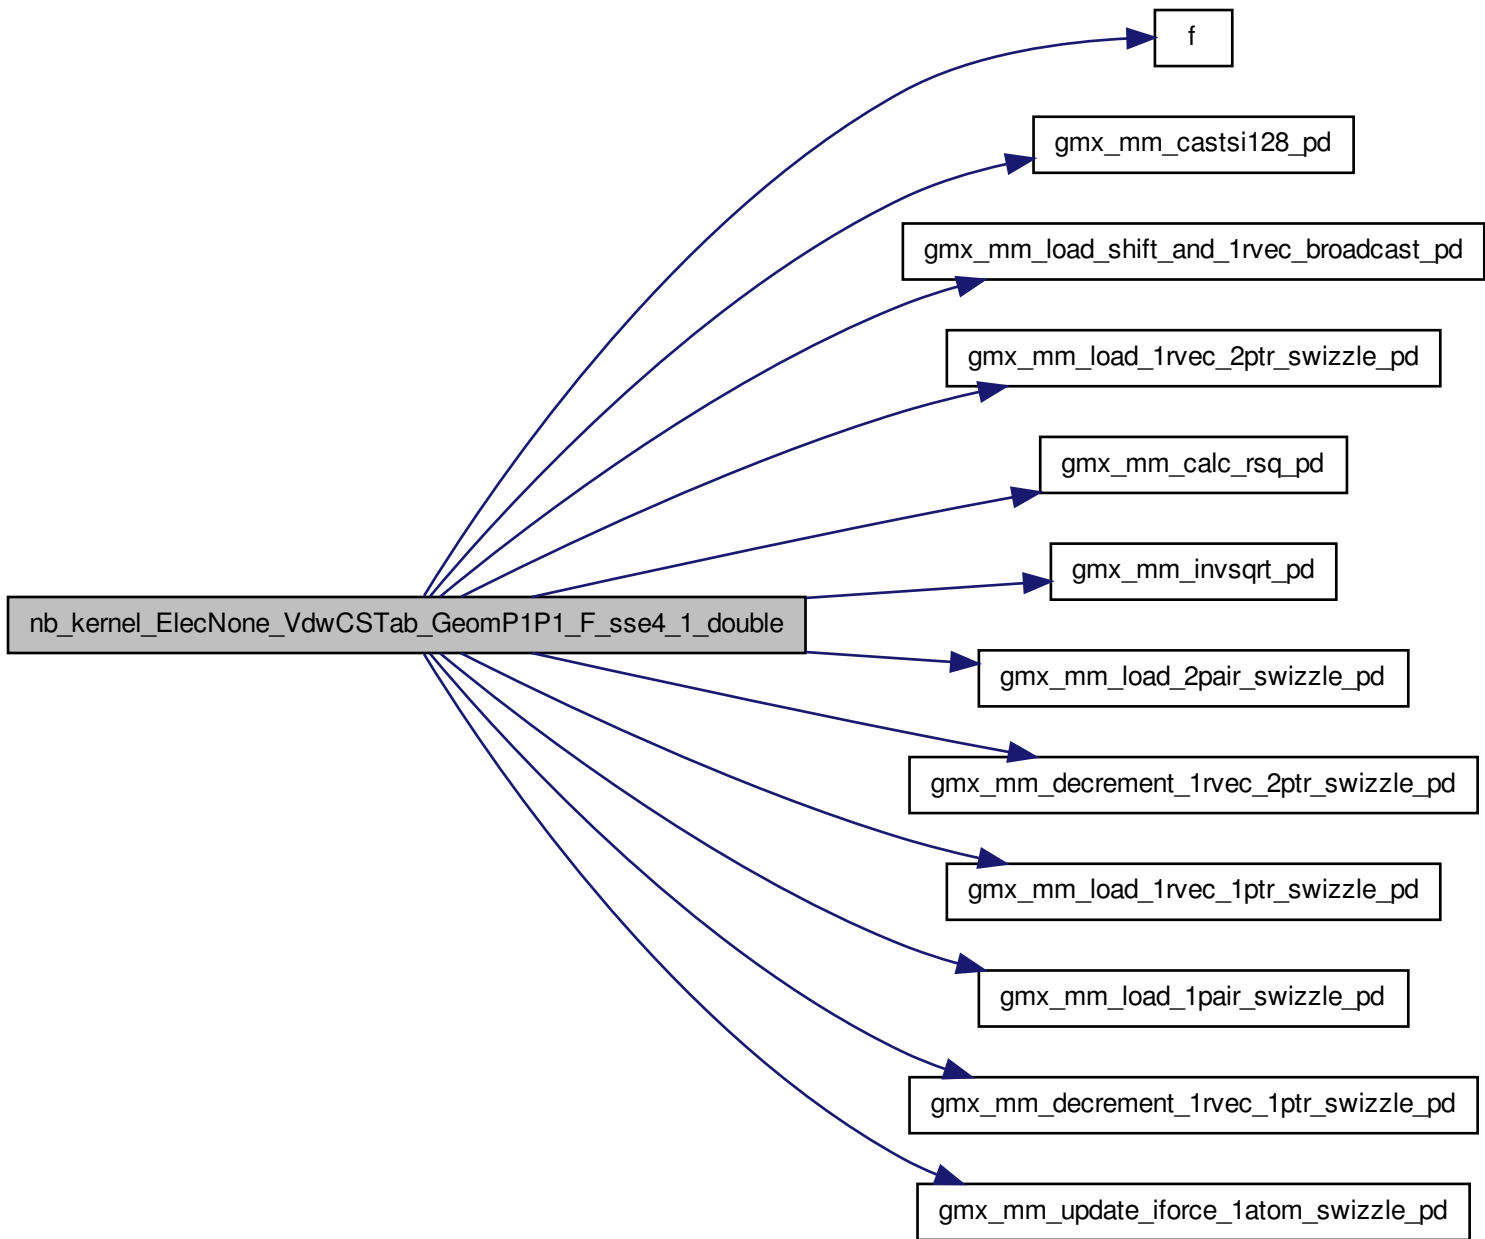 f
gmx_mm_castsi128_pd
gmx_mm_load_shift_and_1rvec_broadcast_pd
gmx_mm_load_1rvec_2ptr_swizzle_pd
gmx_mm_calc_rsq_pd
gmx_mm_invsqrt_pd
nb_kernel_ElecNone_VdwCSTab_GeomP1P1_F_sse4_1_double
gmx_mm_load_2pair_swizzle_pd
gmx_mm_decrement_1rvec_2ptr_swizzle_pd
gmx_mm_load_1rvec_1ptr_swizzle_pd
gmx_mm_load_1pair_swizzle_pd
gmx_mm_decrement_1rvec_1ptr_swizzle_pd
gmx_mm_update_iforce_1atom_swizzle_pd